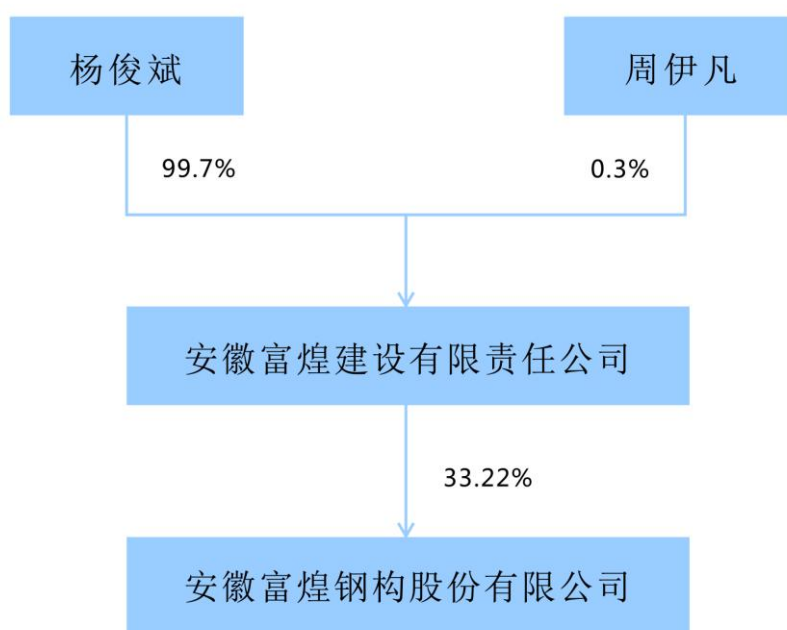 杨俊斌
周伊凡
99.7%
0.3%
安徽富煌建设有限责任公司
33.22%
安徽富煌钢构股份有限公司